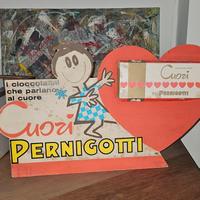 i cioccolatini
che parlano
al cuore
Cuori
PERNIGOTTI
Cuori
PERNIGOTTI